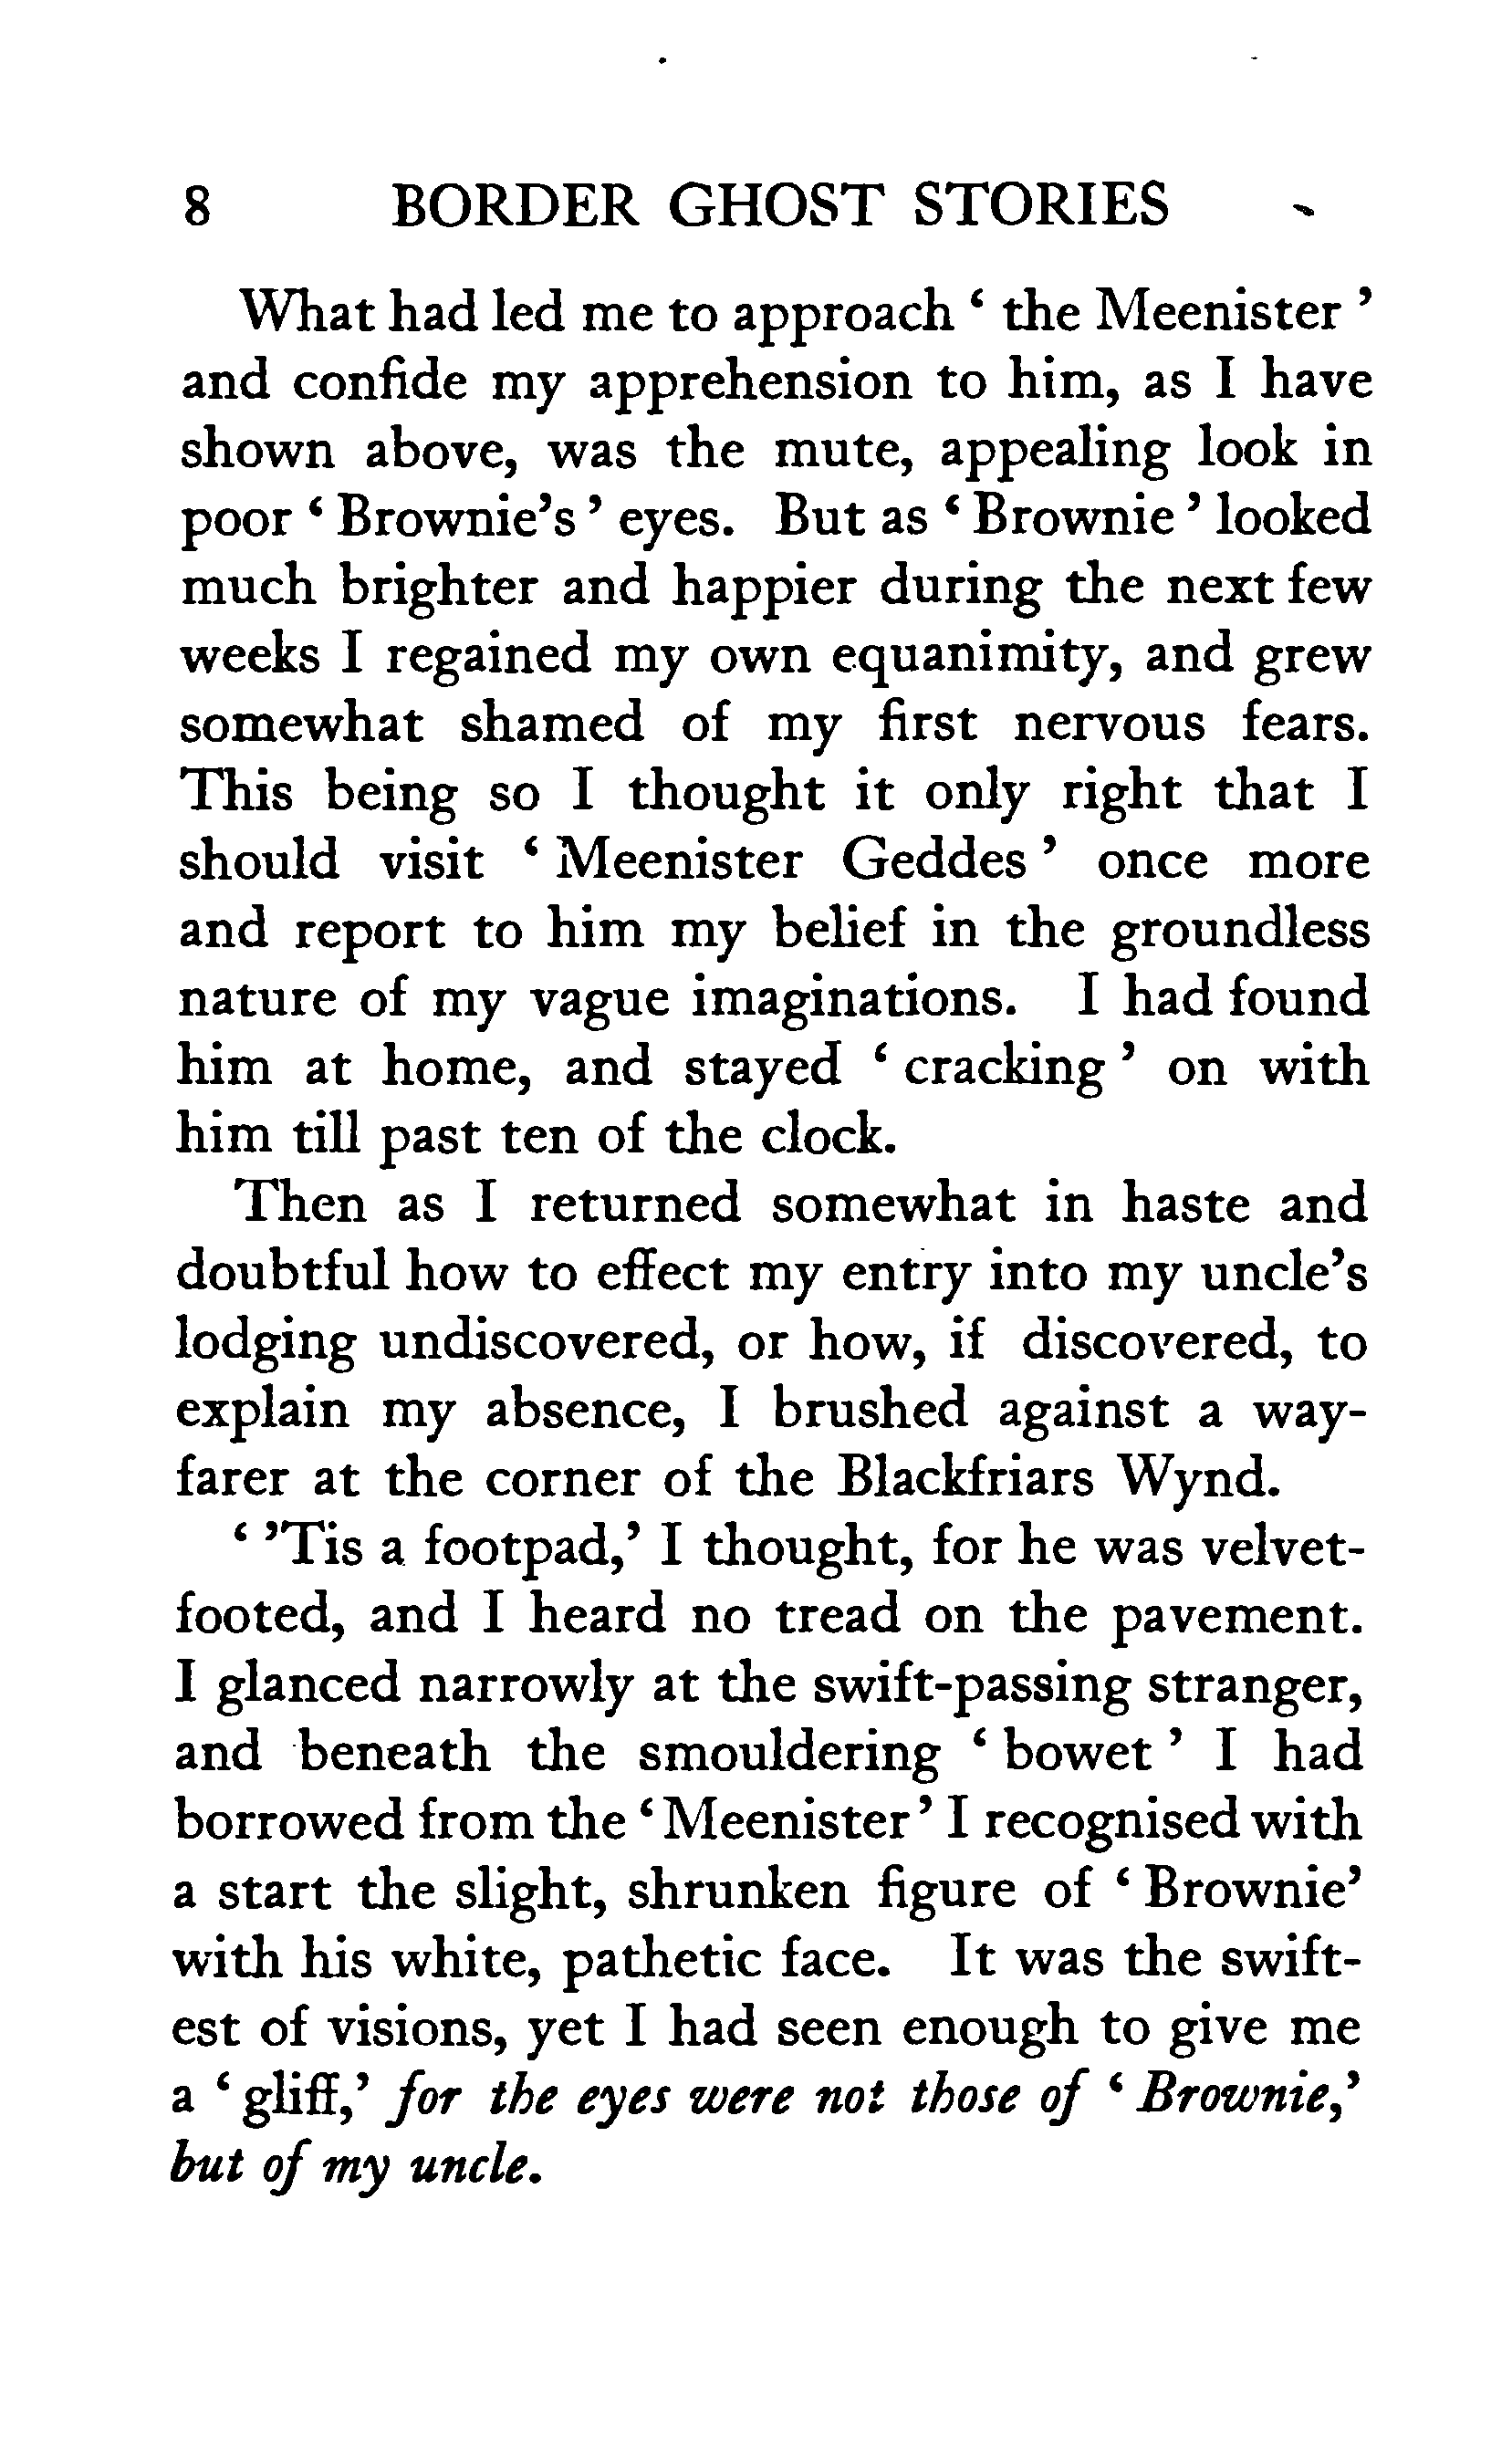 8 BORDER GHOST STORIES
What had led me to approach ‘ the Meenister ’
and confide my apprehension to him, as I have
shown above, was the mute, appealing look in
poor ‘ Brownie’s ’ eyes. But as ‘ Brownie ’ looked
much brighter and happier during the next few
weeks I regained my own equanimity, and grew
somewhat shamed of my first nervous fears.
This being so I thought it only right that I
should visit ‘ Meenister Geddes ’ once more
and report to him my belief in the groundless
nature of my vague imaginations. I had found
him at home, and stayed ‘ cracking ’ on with
him till past ten of the clock.
Then as I returned somewhat in haste and
doubtful how to effect my entry into my uncle’s
lodging undiscovered, or how, if discovered, to
explain my absence, I brushed against a way-
farer at the corner of the Blackfriars Wynd.
‘ ’Tis a footpad,’ I thought, for he was velvet-
footed, and I heard no tread on the pavement.
I glanced narrowly at the swift-passing stranger,
and beneath the smouldering ‘ bowet ’ I had
borrowed from the ‘ Meenister ’ I recognised with
a start the slight, shrunken figure of ‘ Brownie’
with his white, pathetic face. It was the swift-
est of visions, yet I had seen enough to give me
a ‘ gliff,’ for the eyes were not those of ‘ Brownie,’
but of my uncle.